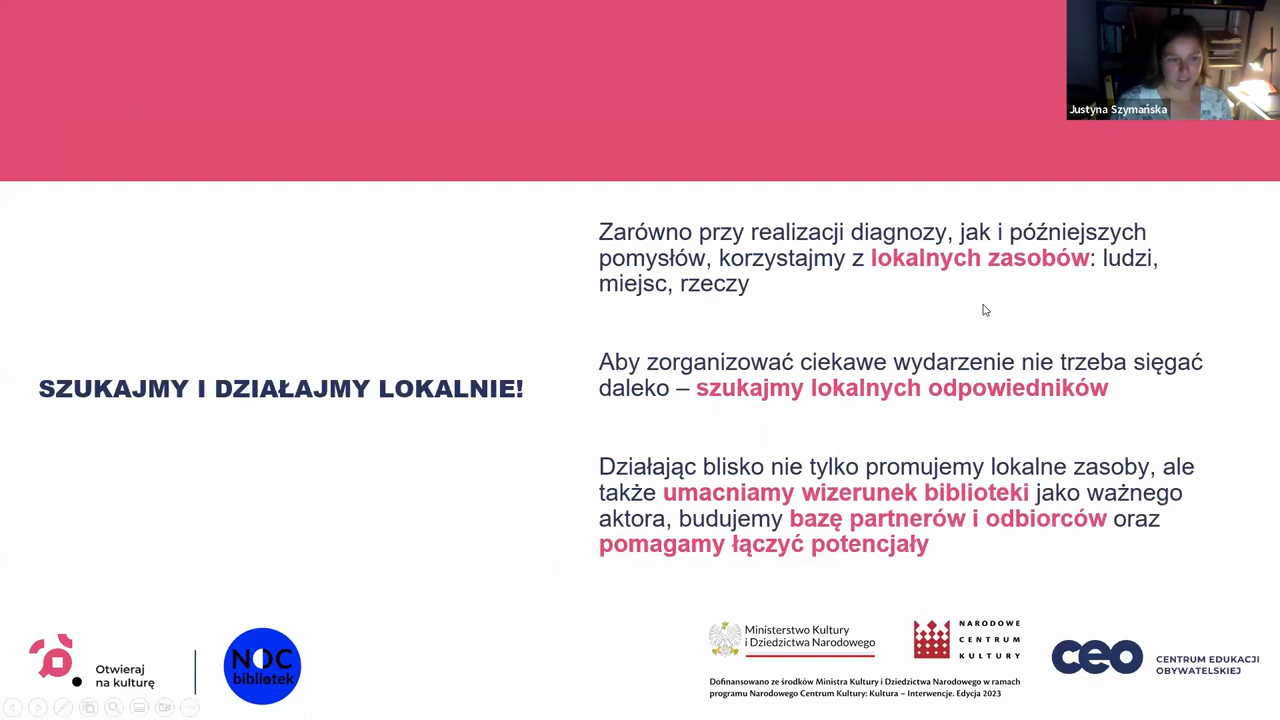 Justyna Szymańska
Zarówno przy realizacji diagnozy, jak i późniejszych
pomysłów, korzystajmy z lokalnych zasobów: ludzi,
miejsc, rzeczy
SZUKAJMY I DZIAŁAJMY LOKALNIE!
Aby zorganizować ciekawe wydarzenie nie trzeba sięgać
daleko – szukajmy lokalnych odpowiedników
Działając blisko nie tylko promujemy lokalne zasoby, ale
także umacniamy wizerunek biblioteki jako ważnego
aktora, budujemy bazę partnerów i odbiorców oraz
pomagamy łączyć potencjały
Otwieraj
na kulturę
NOC
bibliotek
Ministerstwo Kultury
i Dziedzictwa Narodowego
NARODOWE
CENTRUM
KULTURY
Dofinansowano ze środków Ministra Kultury i Dziedzictwa Narodowego w ramach
programu Narodowego Centrum Kultury: Kultura – Interwencje. Edycja 2023
ceo
CENTRUM EDUKACJI
OBYWATELSKIEJ